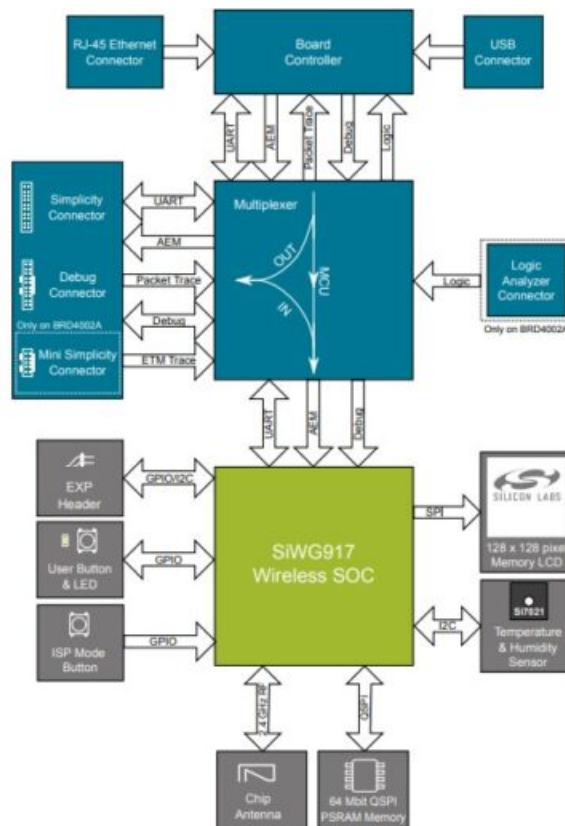 RJ-45 Ethernet
Connector
Board
Controller
USB
Connector
UART
AEM
Packet Trace
Debug
Logic
Simplicity
Connector
Debug
Connector
Only on BRD4002A
Mini Simplicity
Connector
UART
AEM
Packet Trace
Debug
ETM Trace
Multiplexer
OUT
MCU
IN
Logic
Logic
Analyzer
Connector
Only on BRD4002A
UART
AEM
Debug
EXP
Header
GPIO/I2C
User Button
& LED
GPIO
ISP Mode
Button
GPIO
SiWG917
Wireless SOC
SPI
SILICON LABS
128 x 128 pixel
Memory LCD
I2C
Si7021
Temperature
& Humidity
Sensor
2.4 GHz RF
QSPI
Chip
Antenna
64 Mbit QSPI
PSRAM Memory